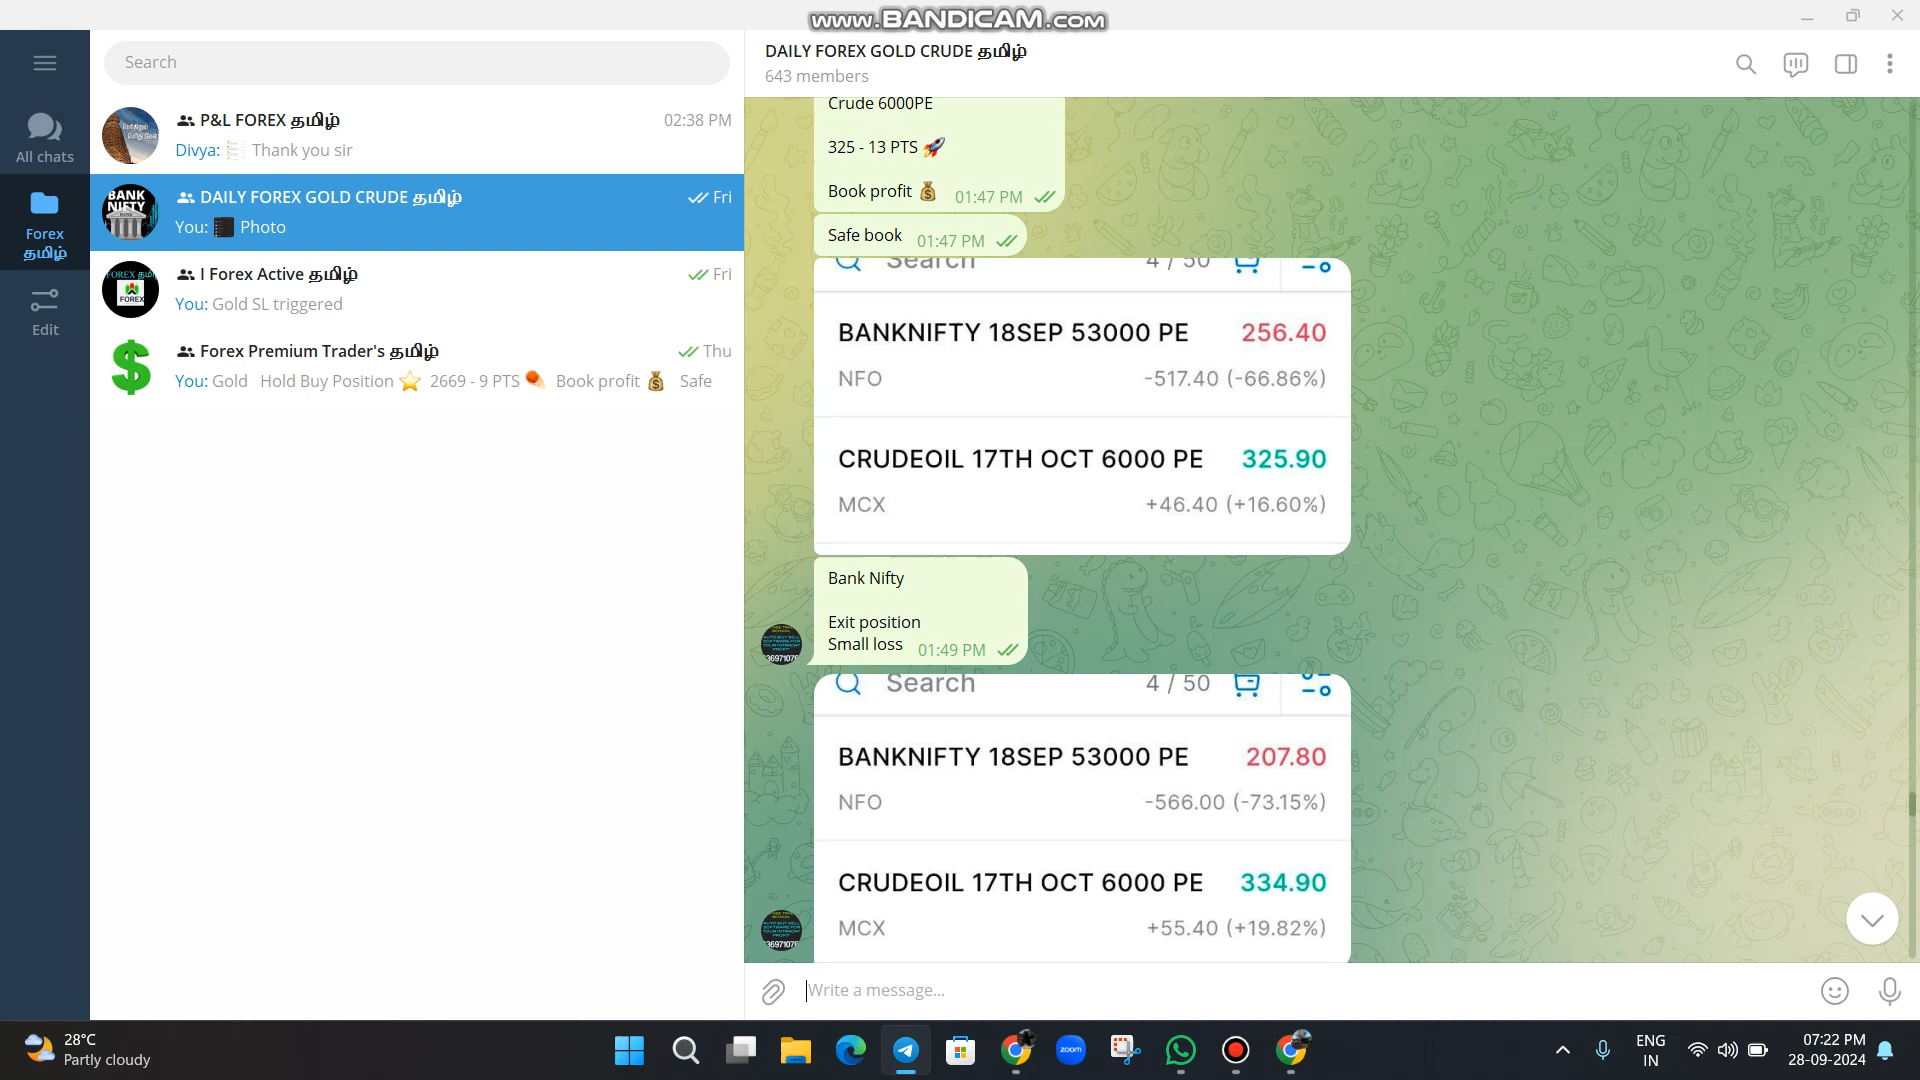 www.BANDICAM.com
Search
All chats
Forex
தமிழ்
Edit
P&L FOREX தமிழ்
02:38 PM
Divya: Thank you sir
BANK
NIFTY
DAILY FOREX GOLD CRUDE தமிழ்
Fri
You: Photo
FOREX
I Forex Active தமிழ்
Fri
You: Gold SL triggered
Forex Premium Trader's தமிழ்
Thu
You: Gold Hold Buy Position ⭐ 2669 - 9 PTS Book profit 💰 Safe
DAILY FOREX GOLD CRUDE தமிழ்
643 members
Crude 6000PE
325 - 13 PTS 🚀
Book profit 💰 01:47 PM
Safe book 01:47 PM
Search 4 / 50
BANKNIFTY 18SEP 53000 PE 256.40
NFO -517.40 (-66.86%)
CRUDEOIL 17TH OCT 6000 PE 325.90
MCX +46.40 (+16.60%)
Bank Nifty
Exit position
Small loss 01:49 PM
Search 4 / 50
BANKNIFTY 18SEP 53000 PE 207.80
NFO -566.00 (-73.15%)
CRUDEOIL 17TH OCT 6000 PE 334.90
MCX +55.40 (+19.82%)
Write a message...
28°C
Partly cloudy
zoom
ENG
IN
07:22 PM
28-09-2024